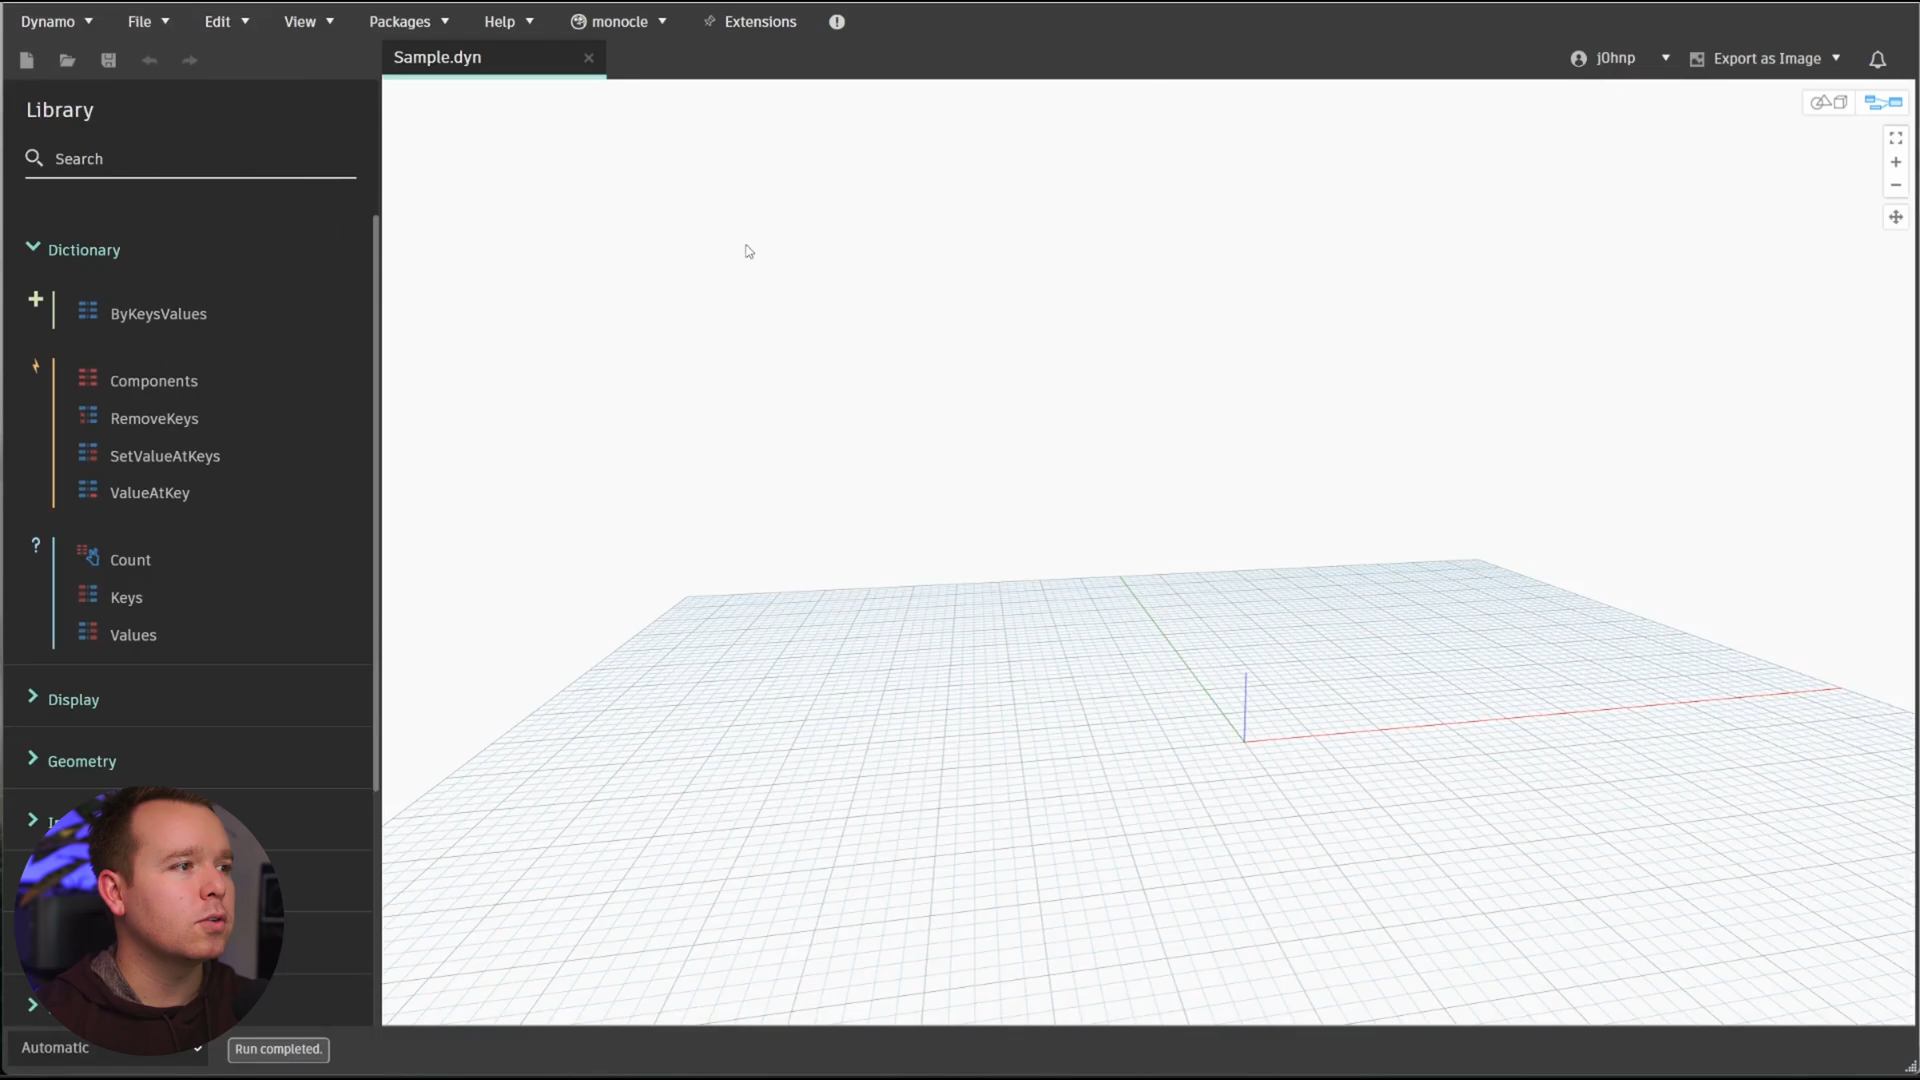 Dynamo File Edit View Packages Help monocle Extensions
Sample.dyn
j0hnp Export as Image
Library
Search
Dictionary
ByKeysValues
Components
RemoveKeys
SetValueAtKeys
ValueAtKey
? Count
Keys
Values
Display
Geometry
Automatic Run completed.